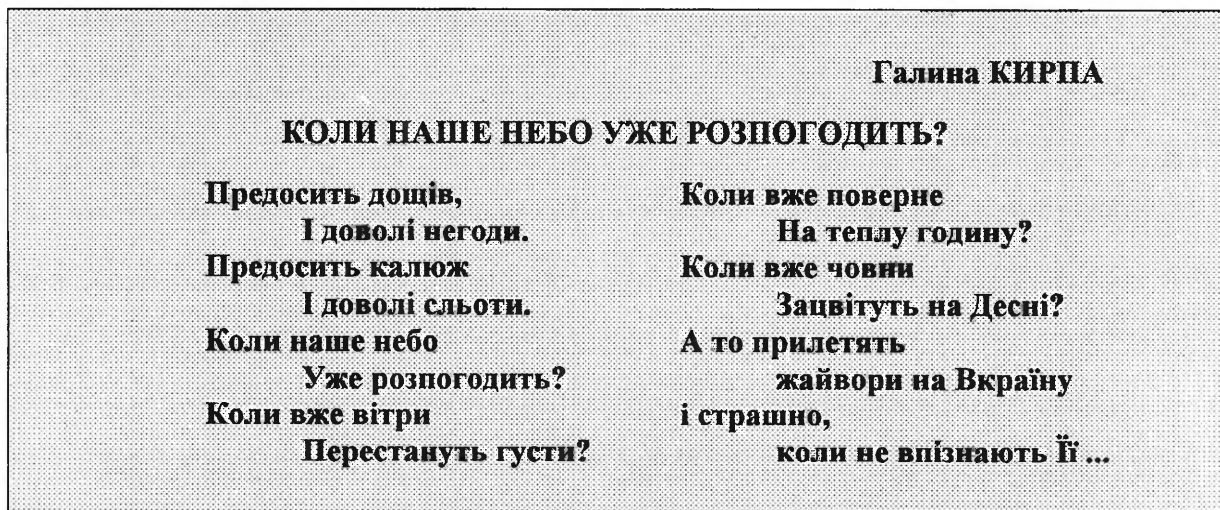 Галина КИРПА
КОЛИ НАШЕ НЕБО УЖЕ РОЗПОГОДИТЬ?
Предосить дощів,
І доволі негоди.
Предосить калюж
І доволі сльоти.
Коли наше небо
Уже розпогодить?
Коли вже вітри
Перестануть густи?
Коли вже поверне
На теплу годину?
Коли вже човни
Зацвітуть на Десні?
А то прилетять
жайвори на Вкраїну
і страшно,
коли не впізнають Її ...